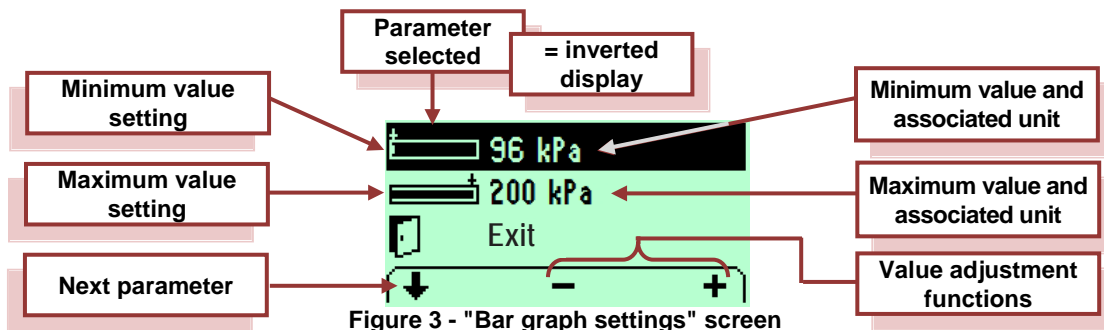 Parameter
selected
= inverted
display
Minimum value
setting
Minimum value and
associated unit
96 kPa
Maximum value
setting
200 kPa
Maximum value and
associated unit
Exit
Next parameter
Value adjustment
functions
Figure 3 - "Bar graph settings" screen